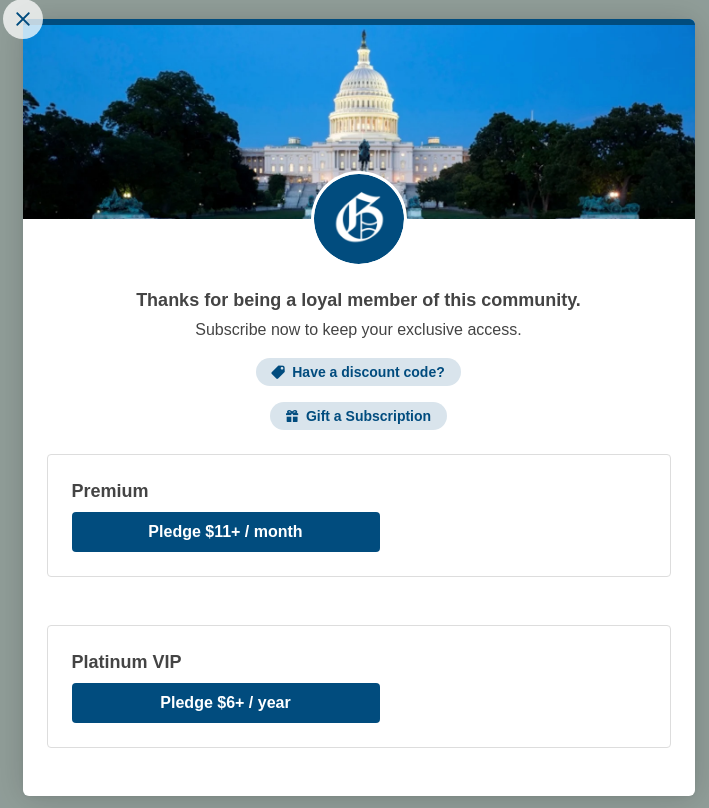 G
Thanks for being a loyal member of this community.
Subscribe now to keep your exclusive access.
Have a discount code?
Gift a Subscription
Premium
Pledge $11+ / month
Platinum VIP
Pledge $6+ / year